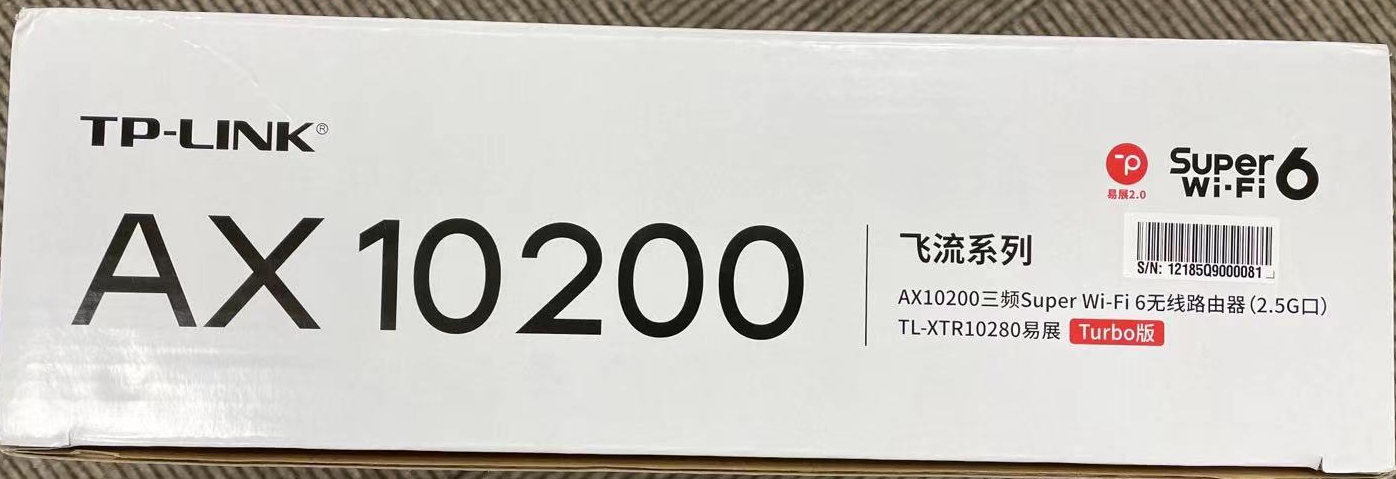 TP-LINK®
AX10200
易展2.0
Super Wi-Fi 6
飞流系列
S/N: 12185Q9000081
AX10200三频Super Wi-Fi 6无线路由器(2.5G口)
TL-XTR10280易展 Turbo版